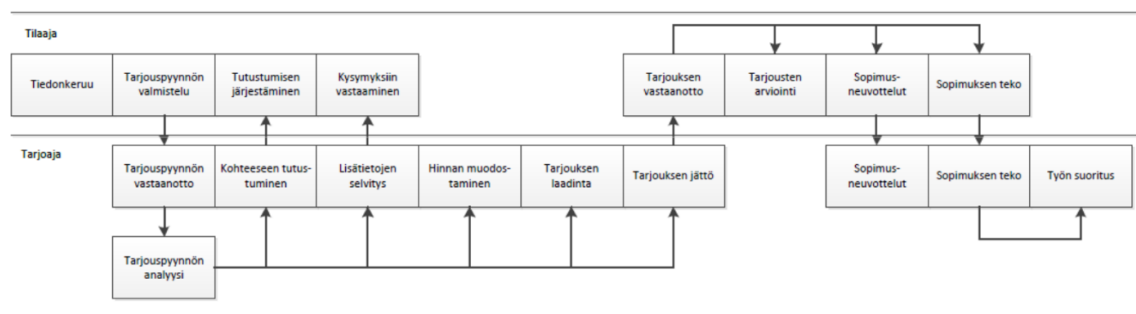 Tilaaja
Tiedonkeruu
Tarjouspyynnön
valmistelu
Tutustumisen
järjestäminen
Kysymyksiin
vastaaminen
Tarjouksen
vastaanotto
Tarjousten
arviointi
Sopimus-
neuvottelut
Sopimuksen teko
Tarjoaja
Tarjouspyynnön
vastaanotto
Kohteeseen tutus-
tuminen
Lisätietojen
selvitys
Hinnan muodos-
taminen
Tarjouksen
laadinta
Tarjouksen jättö
Sopimus-
neuvottelut
Sopimuksen teko
Työn suoritus
Tarjouspyynnön
analyysi